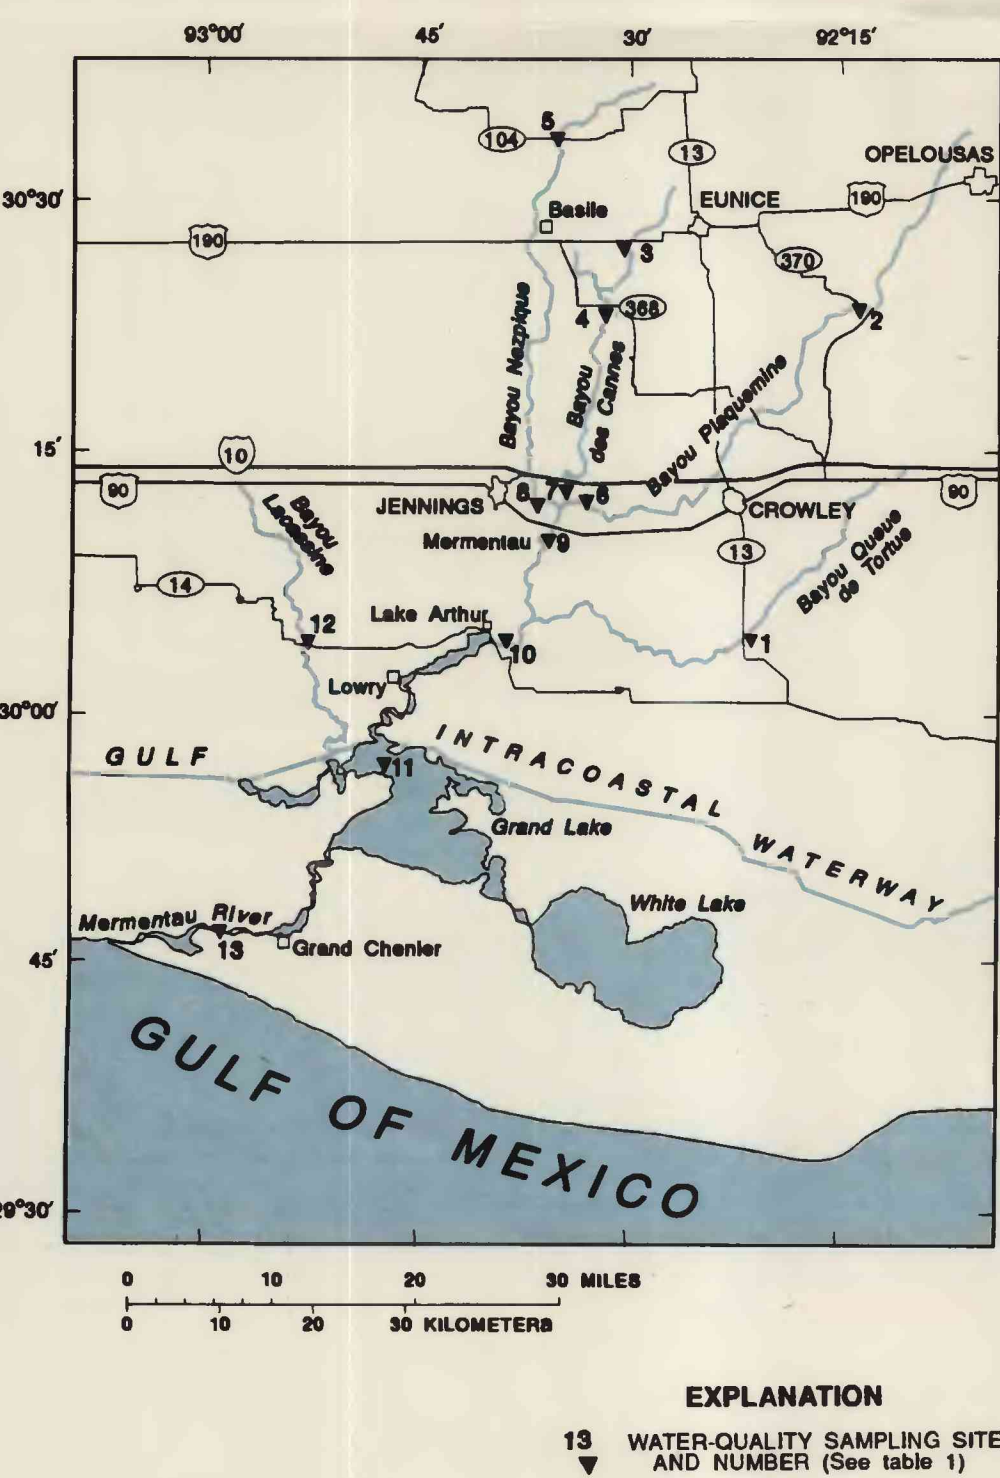 93°00′ 45′ 30′ 92°15′
5
104
13
OPELOUSAS
30°30′
EUNICE
190
Basile
190
3
370
4
368
2
Bayou Nezpique
Bayou
des Cannes
Bayou Plaquemine
15′
10
90
8
7
6
90
JENNINGS
CROWLEY
Bayou
Lacassine
Mermentau
9
13
Bayou Queue
de Tortue
14
12
Lake Arthur
10
1
Lowry
30°00′
GULF INTRACOASTAL WATERWAY
11
Grand Lake
White Lake
Mermentau River
13
Grand Chenier
45′
GULF OF MEXICO
29°30′
0 10 20 30 MILES
0 10 20 30 KILOMETERS
EXPLANATION
13 WATER-QUALITY SAMPLING SITE
AND NUMBER (See table 1)